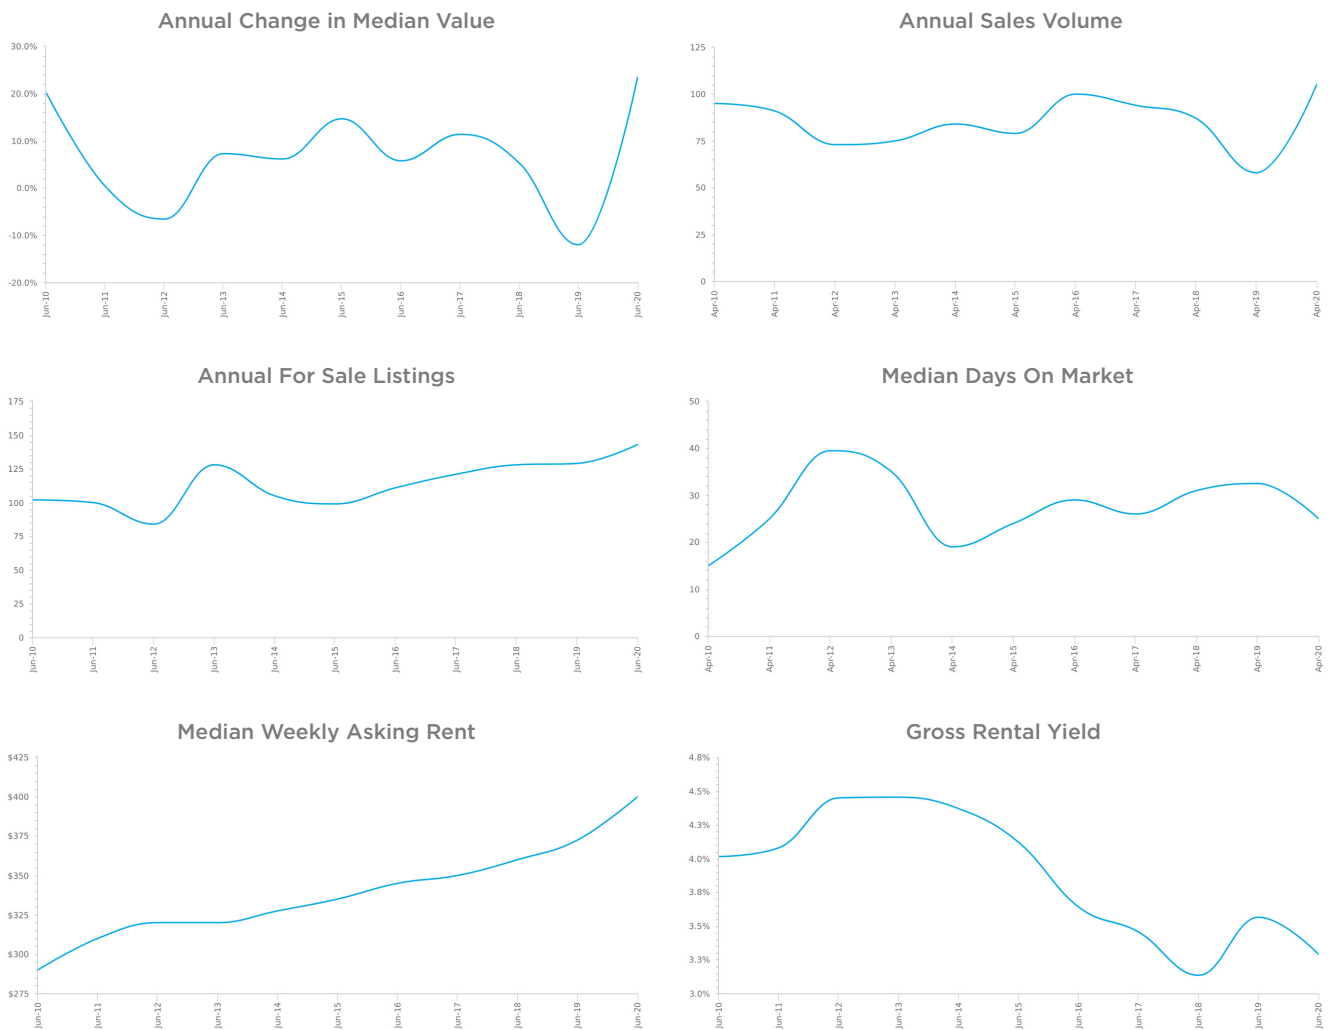 Annual Change in Median Value
30.0%
20.0%
10.0%
0.0%
-10.0%
-20.0%
Jun-10
Jun-11
Jun-12
Jun-13
Jun-14
Jun-15
Jun-16
Jun-17
Jun-18
Jun-19
Jun-20
Annual Sales Volume
125
100
75
50
25
0
Apr-10
Apr-11
Apr-12
Apr-13
Apr-14
Apr-15
Apr-16
Apr-17
Apr-18
Apr-19
Apr-20
Annual For Sale Listings
175
150
125
100
75
50
25
0
Jun-10
Jun-11
Jun-12
Jun-13
Jun-14
Jun-15
Jun-16
Jun-17
Jun-18
Jun-19
Jun-20
Median Days On Market
50
40
30
20
10
0
Apr-10
Apr-11
Apr-12
Apr-13
Apr-14
Apr-15
Apr-16
Apr-17
Apr-18
Apr-19
Apr-20
Median Weekly Asking Rent
$425
$400
$375
$350
$325
$300
$275
Jun-10
Jun-11
Jun-12
Jun-13
Jun-14
Jun-15
Jun-16
Jun-17
Jun-18
Jun-19
Jun-20
Gross Rental Yield
4.8%
4.5%
4.3%
4.0%
3.8%
3.5%
3.3%
3.0%
Jun-10
Jun-11
Jun-12
Jun-13
Jun-14
Jun-15
Jun-16
Jun-17
Jun-18
Jun-19
Jun-20